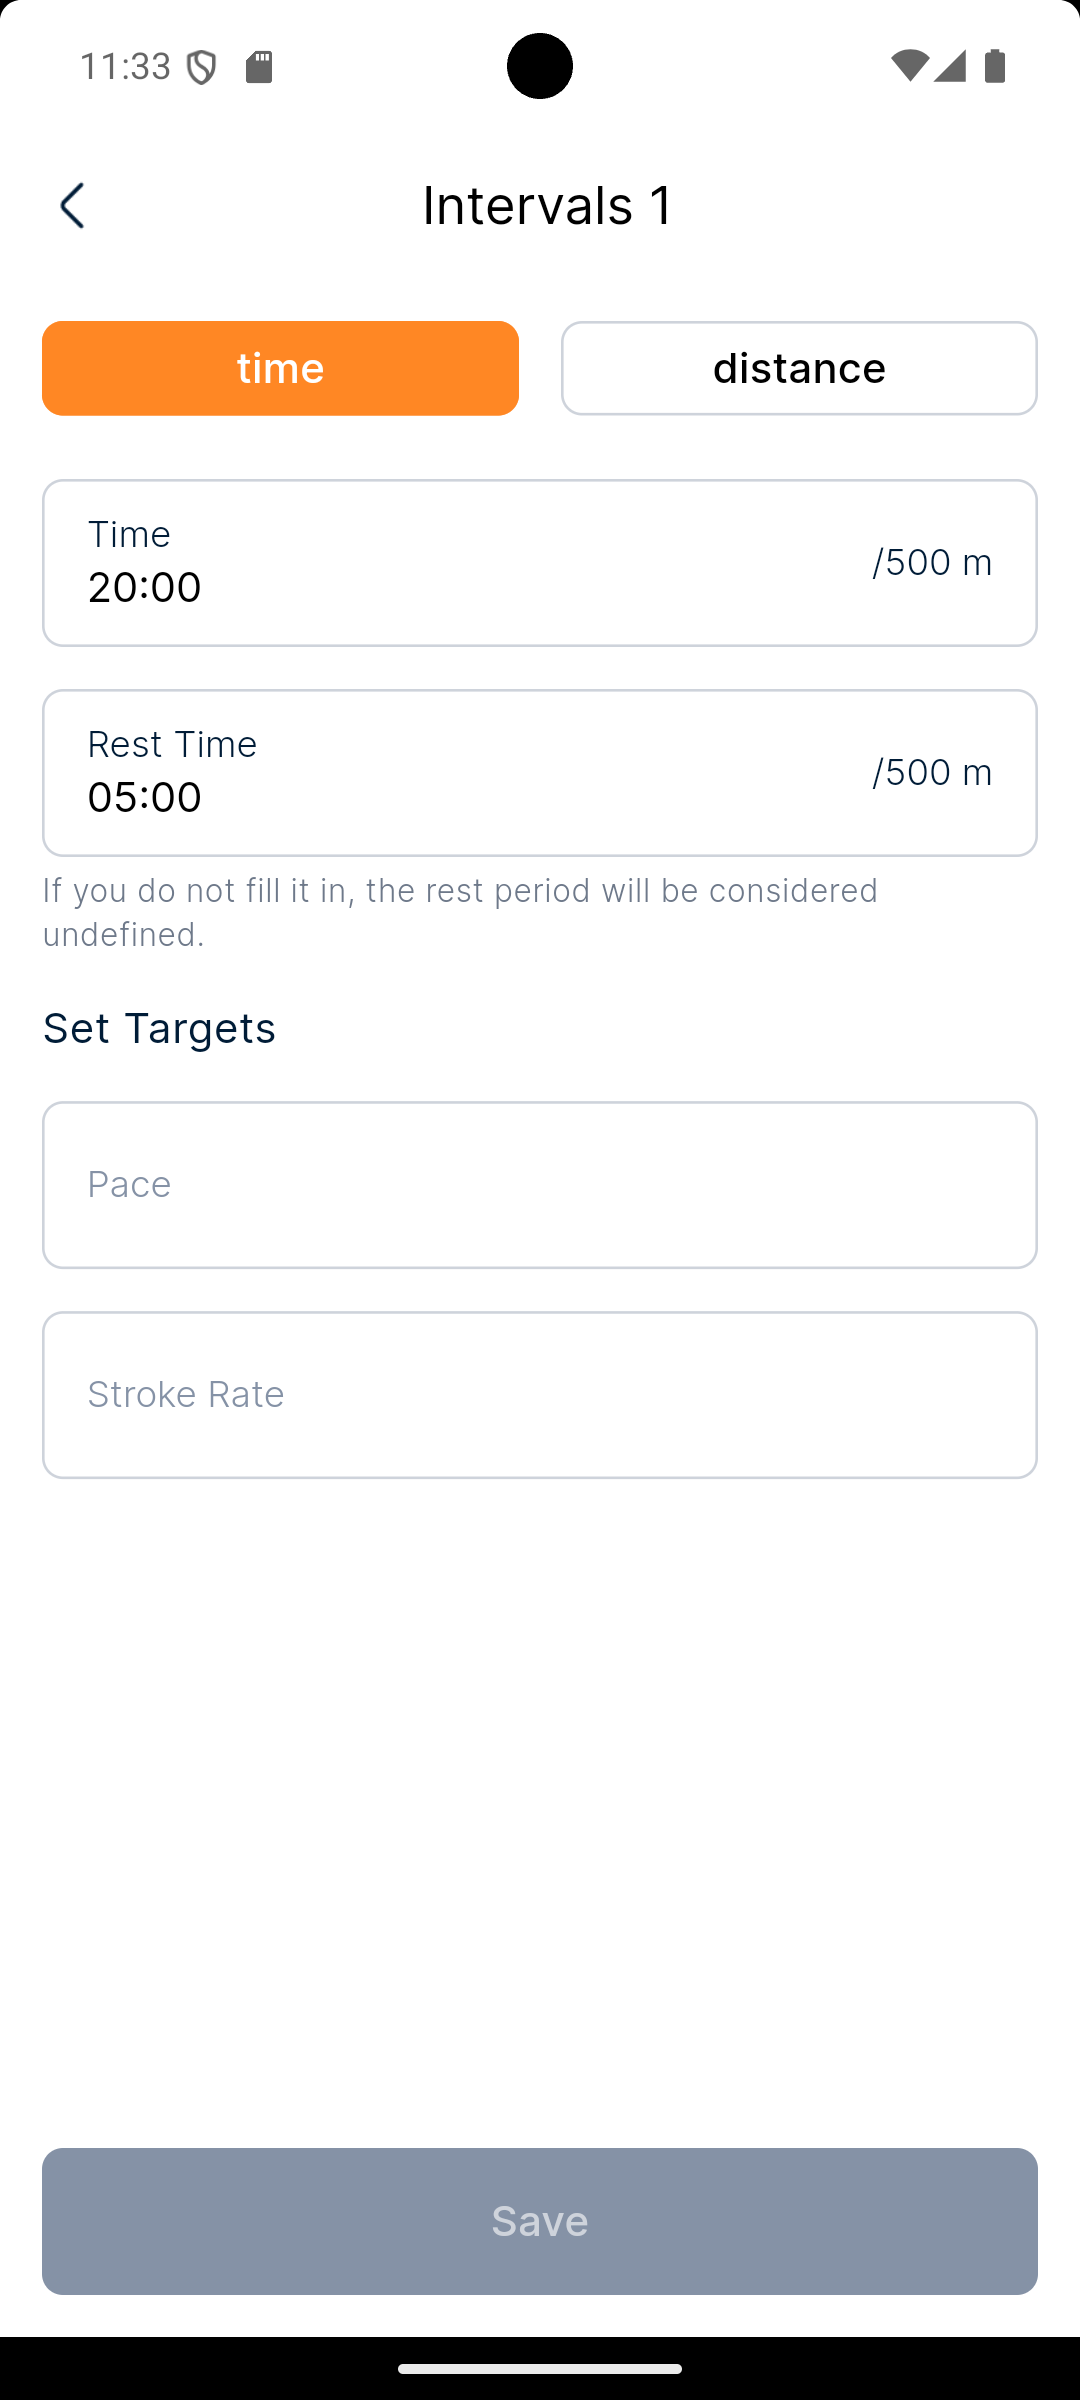 11:33
Intervals 1
time
distance
Time
20:00
/500 m
Rest Time
05:00
/500 m
If you do not fill it in, the rest period will be considered
undefined.
Set Targets
Pace
Stroke Rate
Save